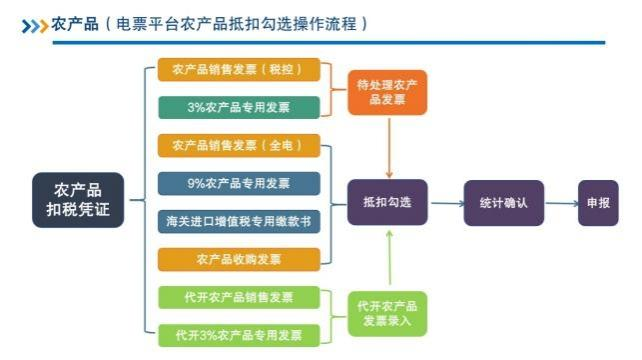 农产品（电票平台农产品抵扣勾选操作流程）
农产品销售发票（税控）
待处理农产
品发票
3%农产品专用发票
农产品销售发票（全电）
农产品
扣税凭证
9%农产品专用发票
抵扣勾选
统计确认
申报
海关进口增值税专用缴款书
农产品收购发票
代开农产品销售发票
代开农产品
发票录入
代开3%农产品专用发票